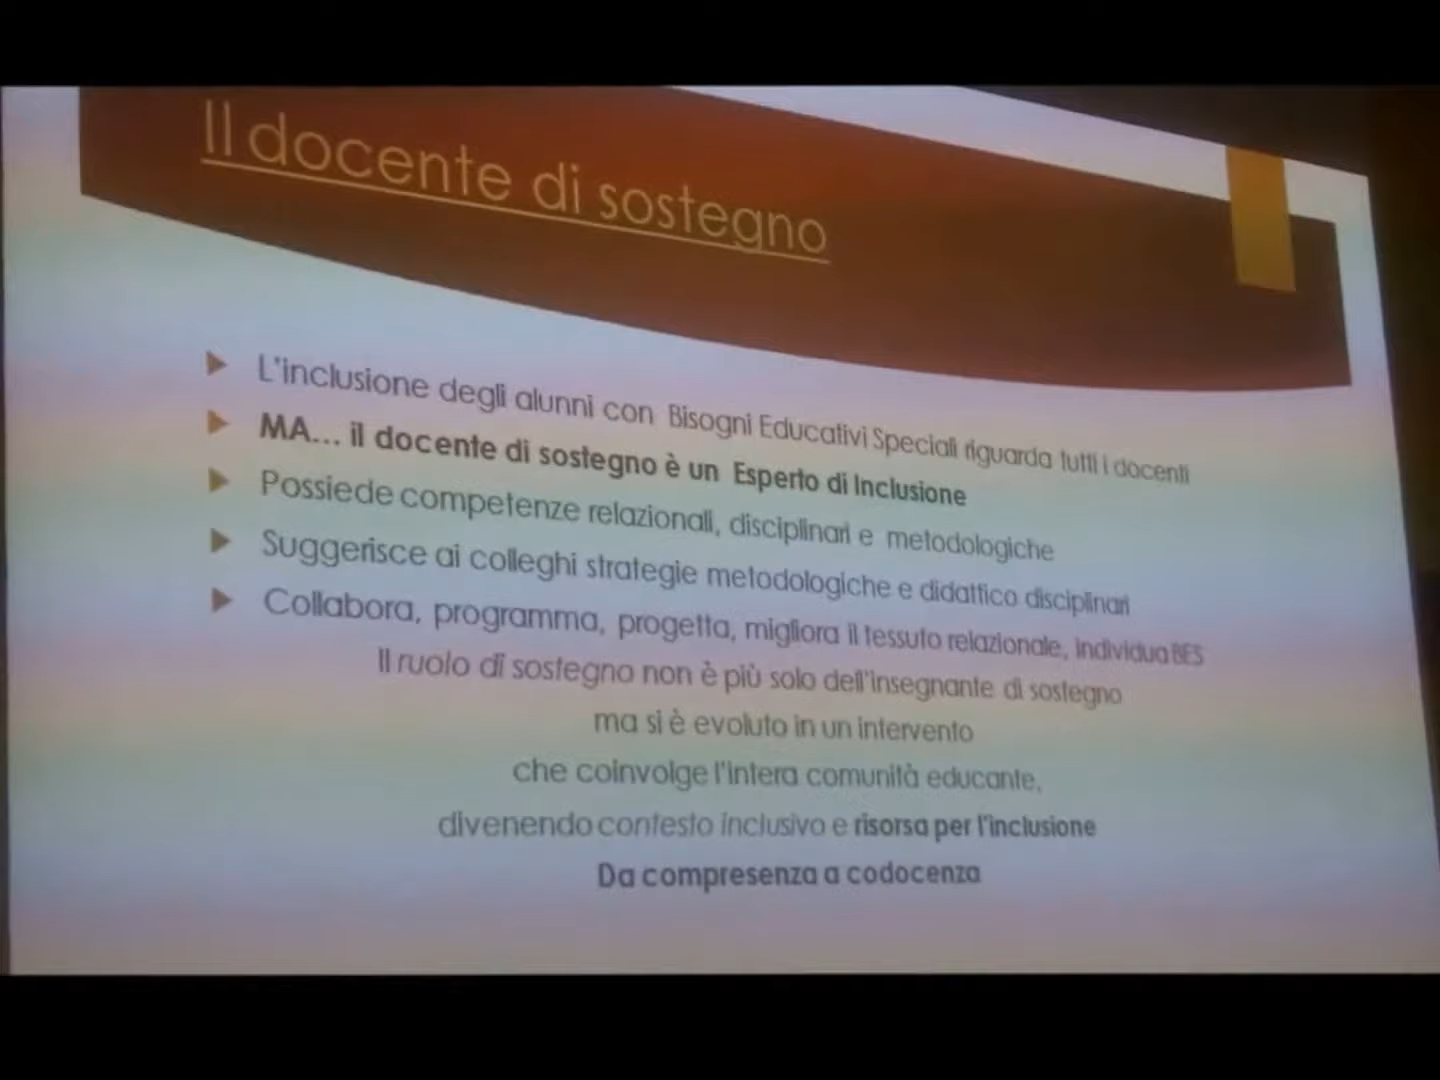 Il docente di sostegno
L'inclusione degli alunni con Bisogni Educativi Speciali riguarda tutti i docenti
MA... il docente di sostegno è un Esperto di Inclusione
Possiede competenze relazionali, disciplinari e metodologiche
Suggerisce ai colleghi strategie metodologiche e didattico disciplinari
Collabora, programma, progetta, migliora il tessuto relazionale, individua BES
Il ruolo di sostegno non è più solo dell'insegnante di sostegno
ma si è evoluto in un intervento
che coinvolge l'intera comunità educante,
divenendo contesto inclusivo e risorsa per l'inclusione
Da compresenza a codocenza